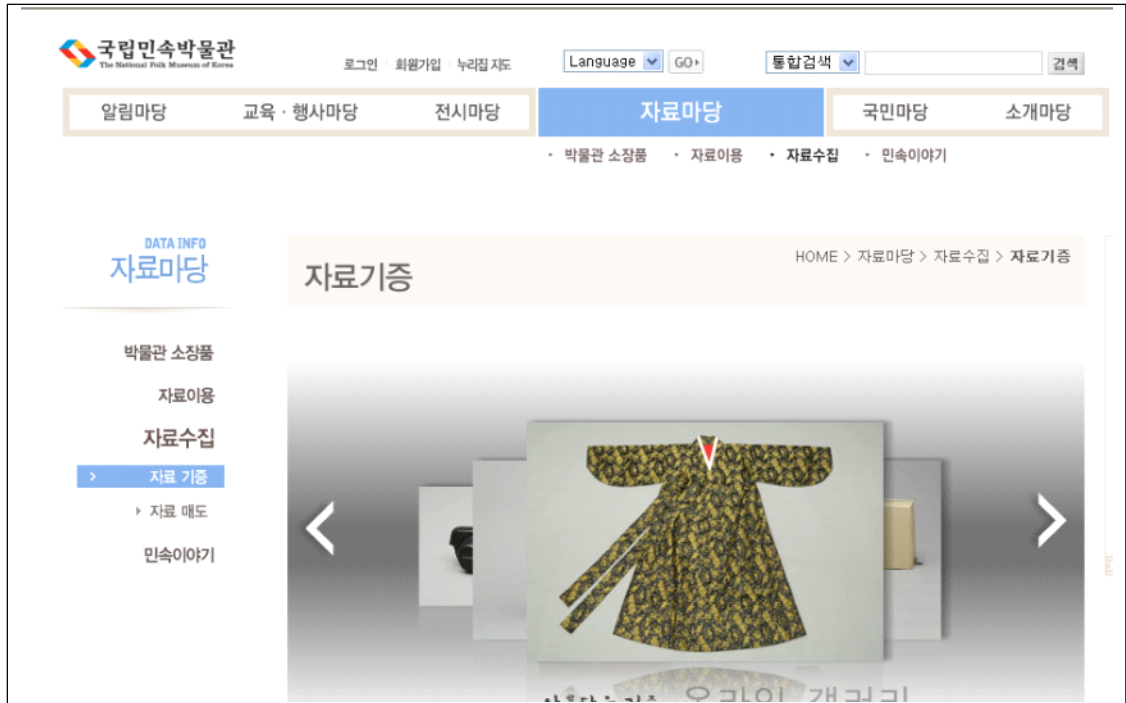 국립민속박물관
The National Folk Museum of Korea
로그인 회원가입 누리집 지도
Language GO
통합검색 검색
알림마당 교육 · 행사마당 전시마당 자료마당 국민마당 소개마당
· 박물관 소장품 · 자료이용 · 자료수집 · 민속이야기
DATA INFO
자료마당
자료기증
HOME > 자료마당 > 자료수집 > 자료기증
박물관 소장품
자료이용
자료수집
> 자료 기증
자료 매도
민속이야기
온라인 갤러리